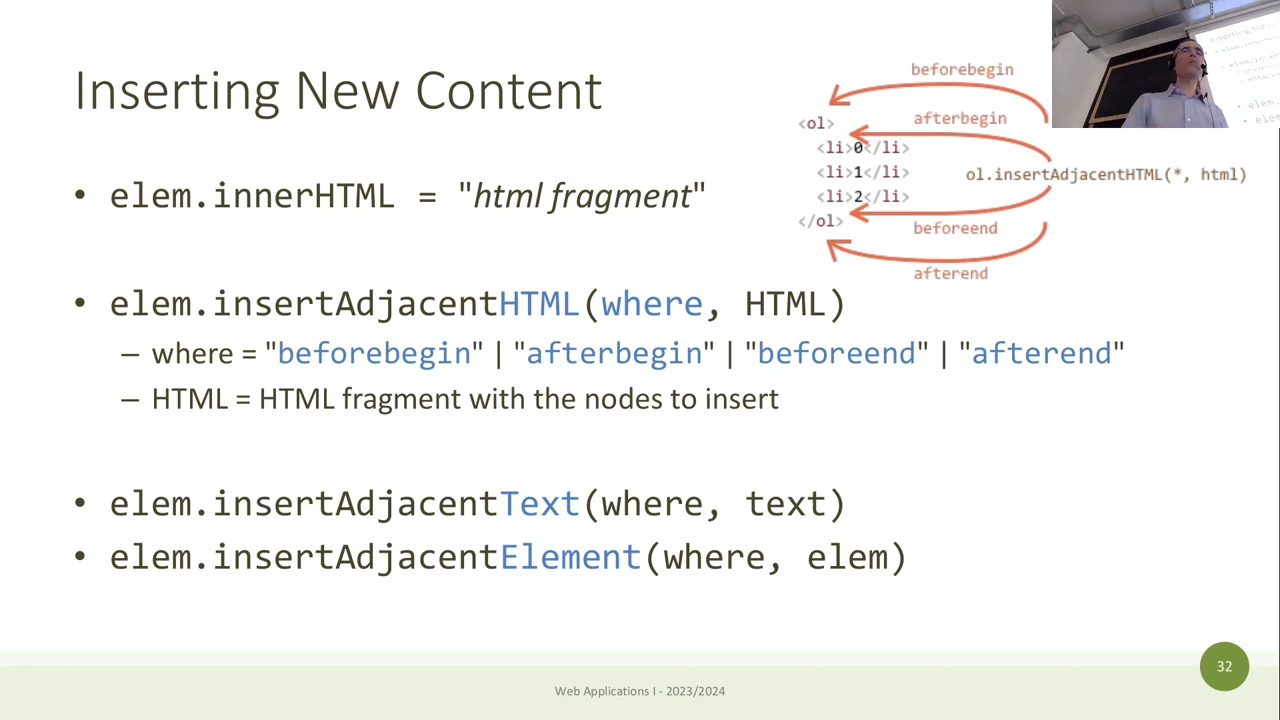 Inserting New Content
• elem.innerHTML = "html fragment"
• elem.insertAdjacentHTML(where, HTML)
– where = "beforebegin" | "afterbegin" | "beforeend" | "afterend"
– HTML = HTML fragment with the nodes to insert
• elem.insertAdjacentText(where, text)
• elem.insertAdjacentElement(where, elem)
beforebegin
<ol>
afterbegin
<li>0</li>
<li>1</li>
ol.insertAdjacentHTML(*, html)
<li>2</li>
</ol>
beforeend
afterend
Web Applications I - 2023/2024
32